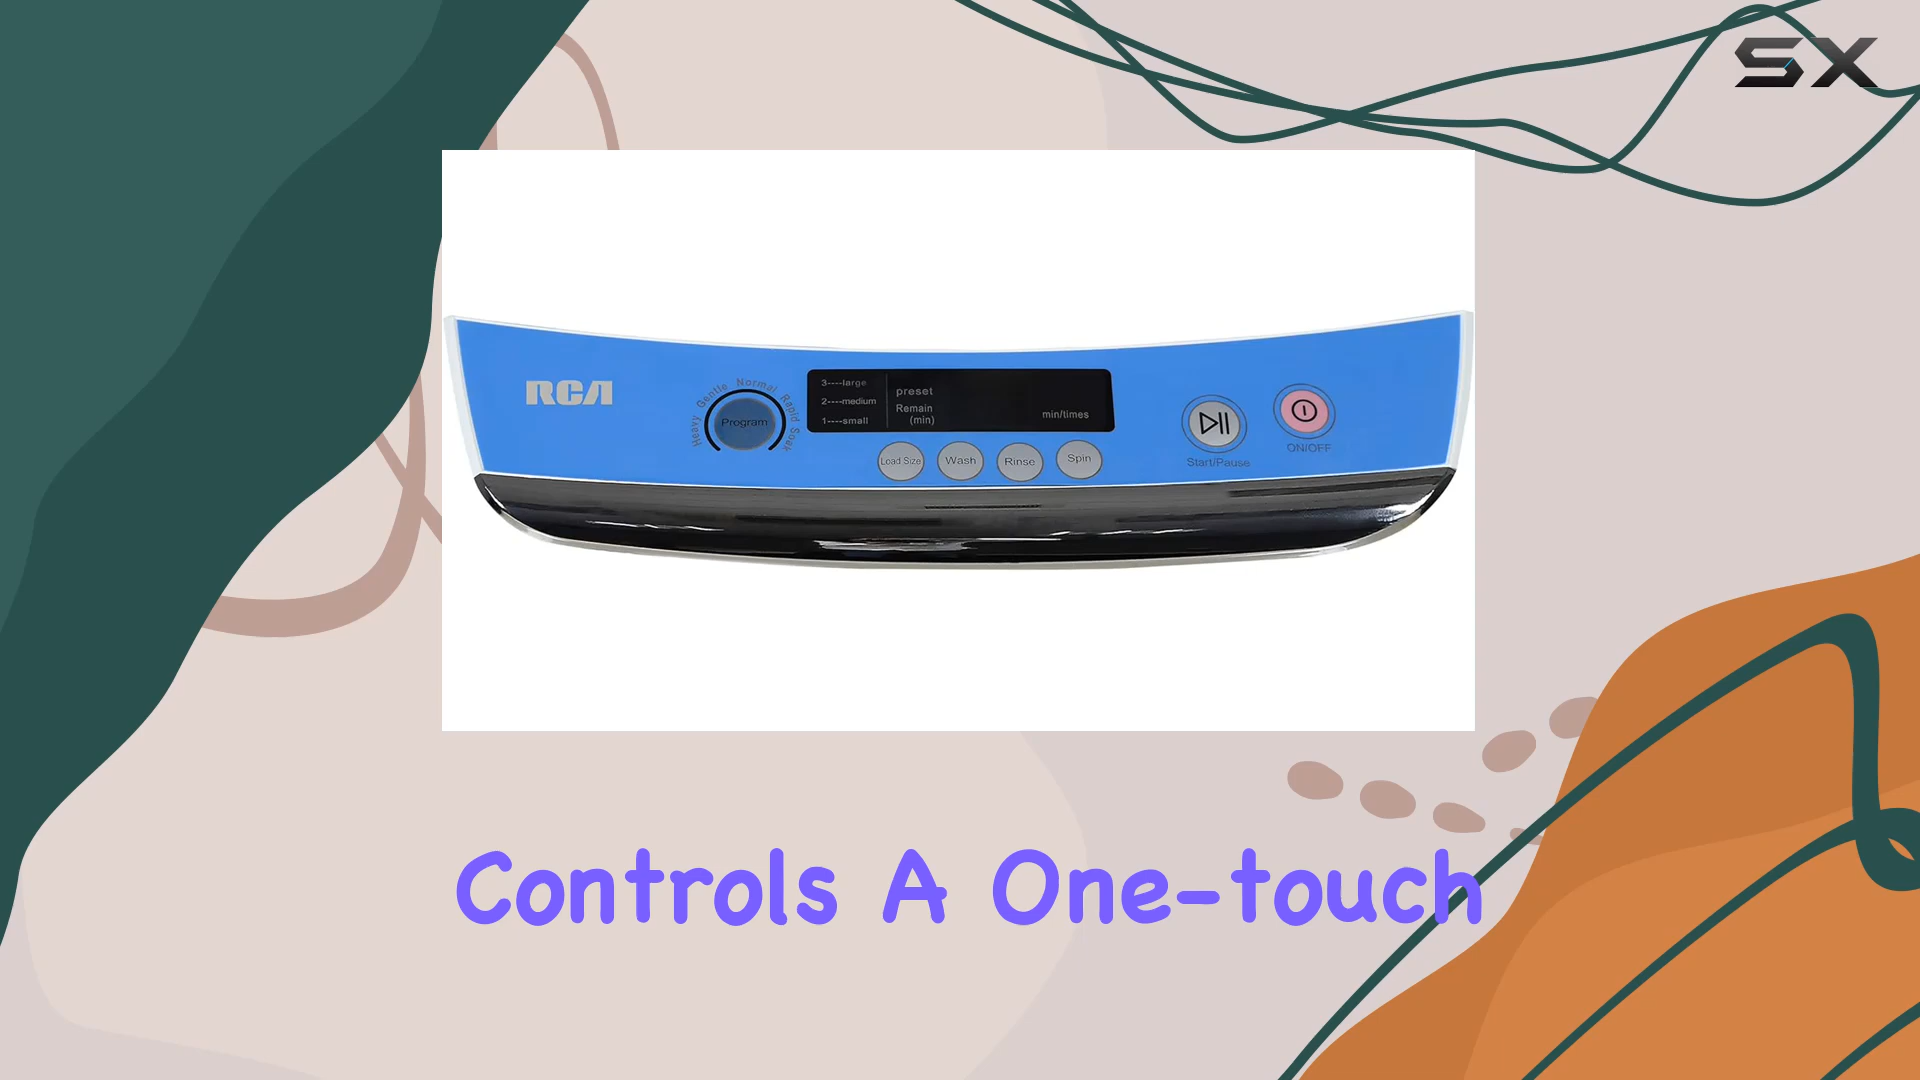 SX
RCA
Heavy Gentle Normal Rapid Soak
Program
3----large
2----medium
1----small
preset
Remain
(min)
min/times
Load Size
Wash
Rinse
Spin
Start/Pause
ON/OFF
Controls A One-touch